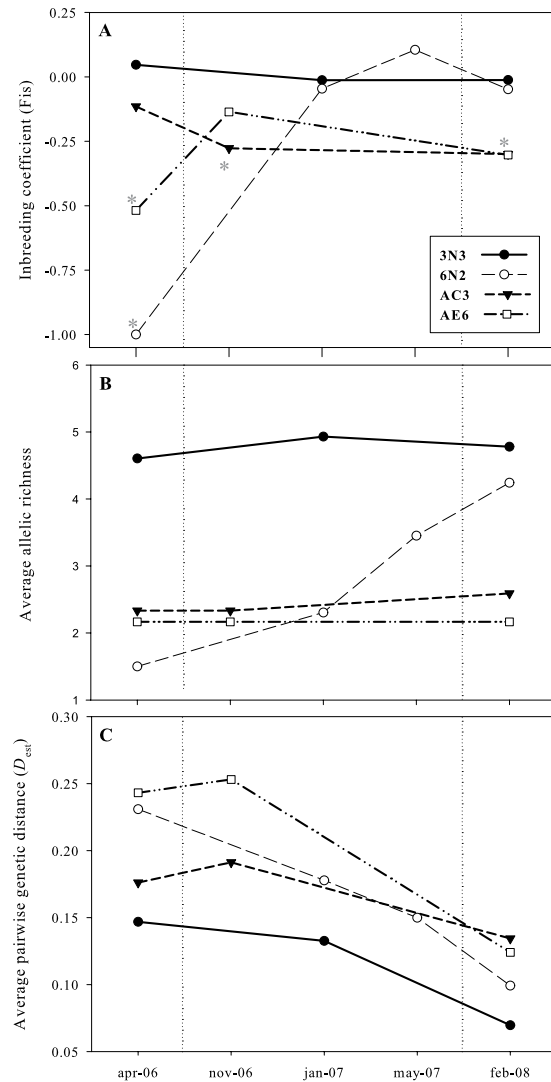 A
Inbreeding coefficient (Fis)
0.00
-0.25
-0.50
-0.75
-1.00
*
*
*
*
3N3
6N2
AC3
AE6
B
Average allelic richness
6
5
4
3
2
1
C
Average pairwise genetic distance (Dest)
0.30
0.25
0.20
0.15
0.10
0.05
apr-06 nov-06 jan-07 may-07 feb-08